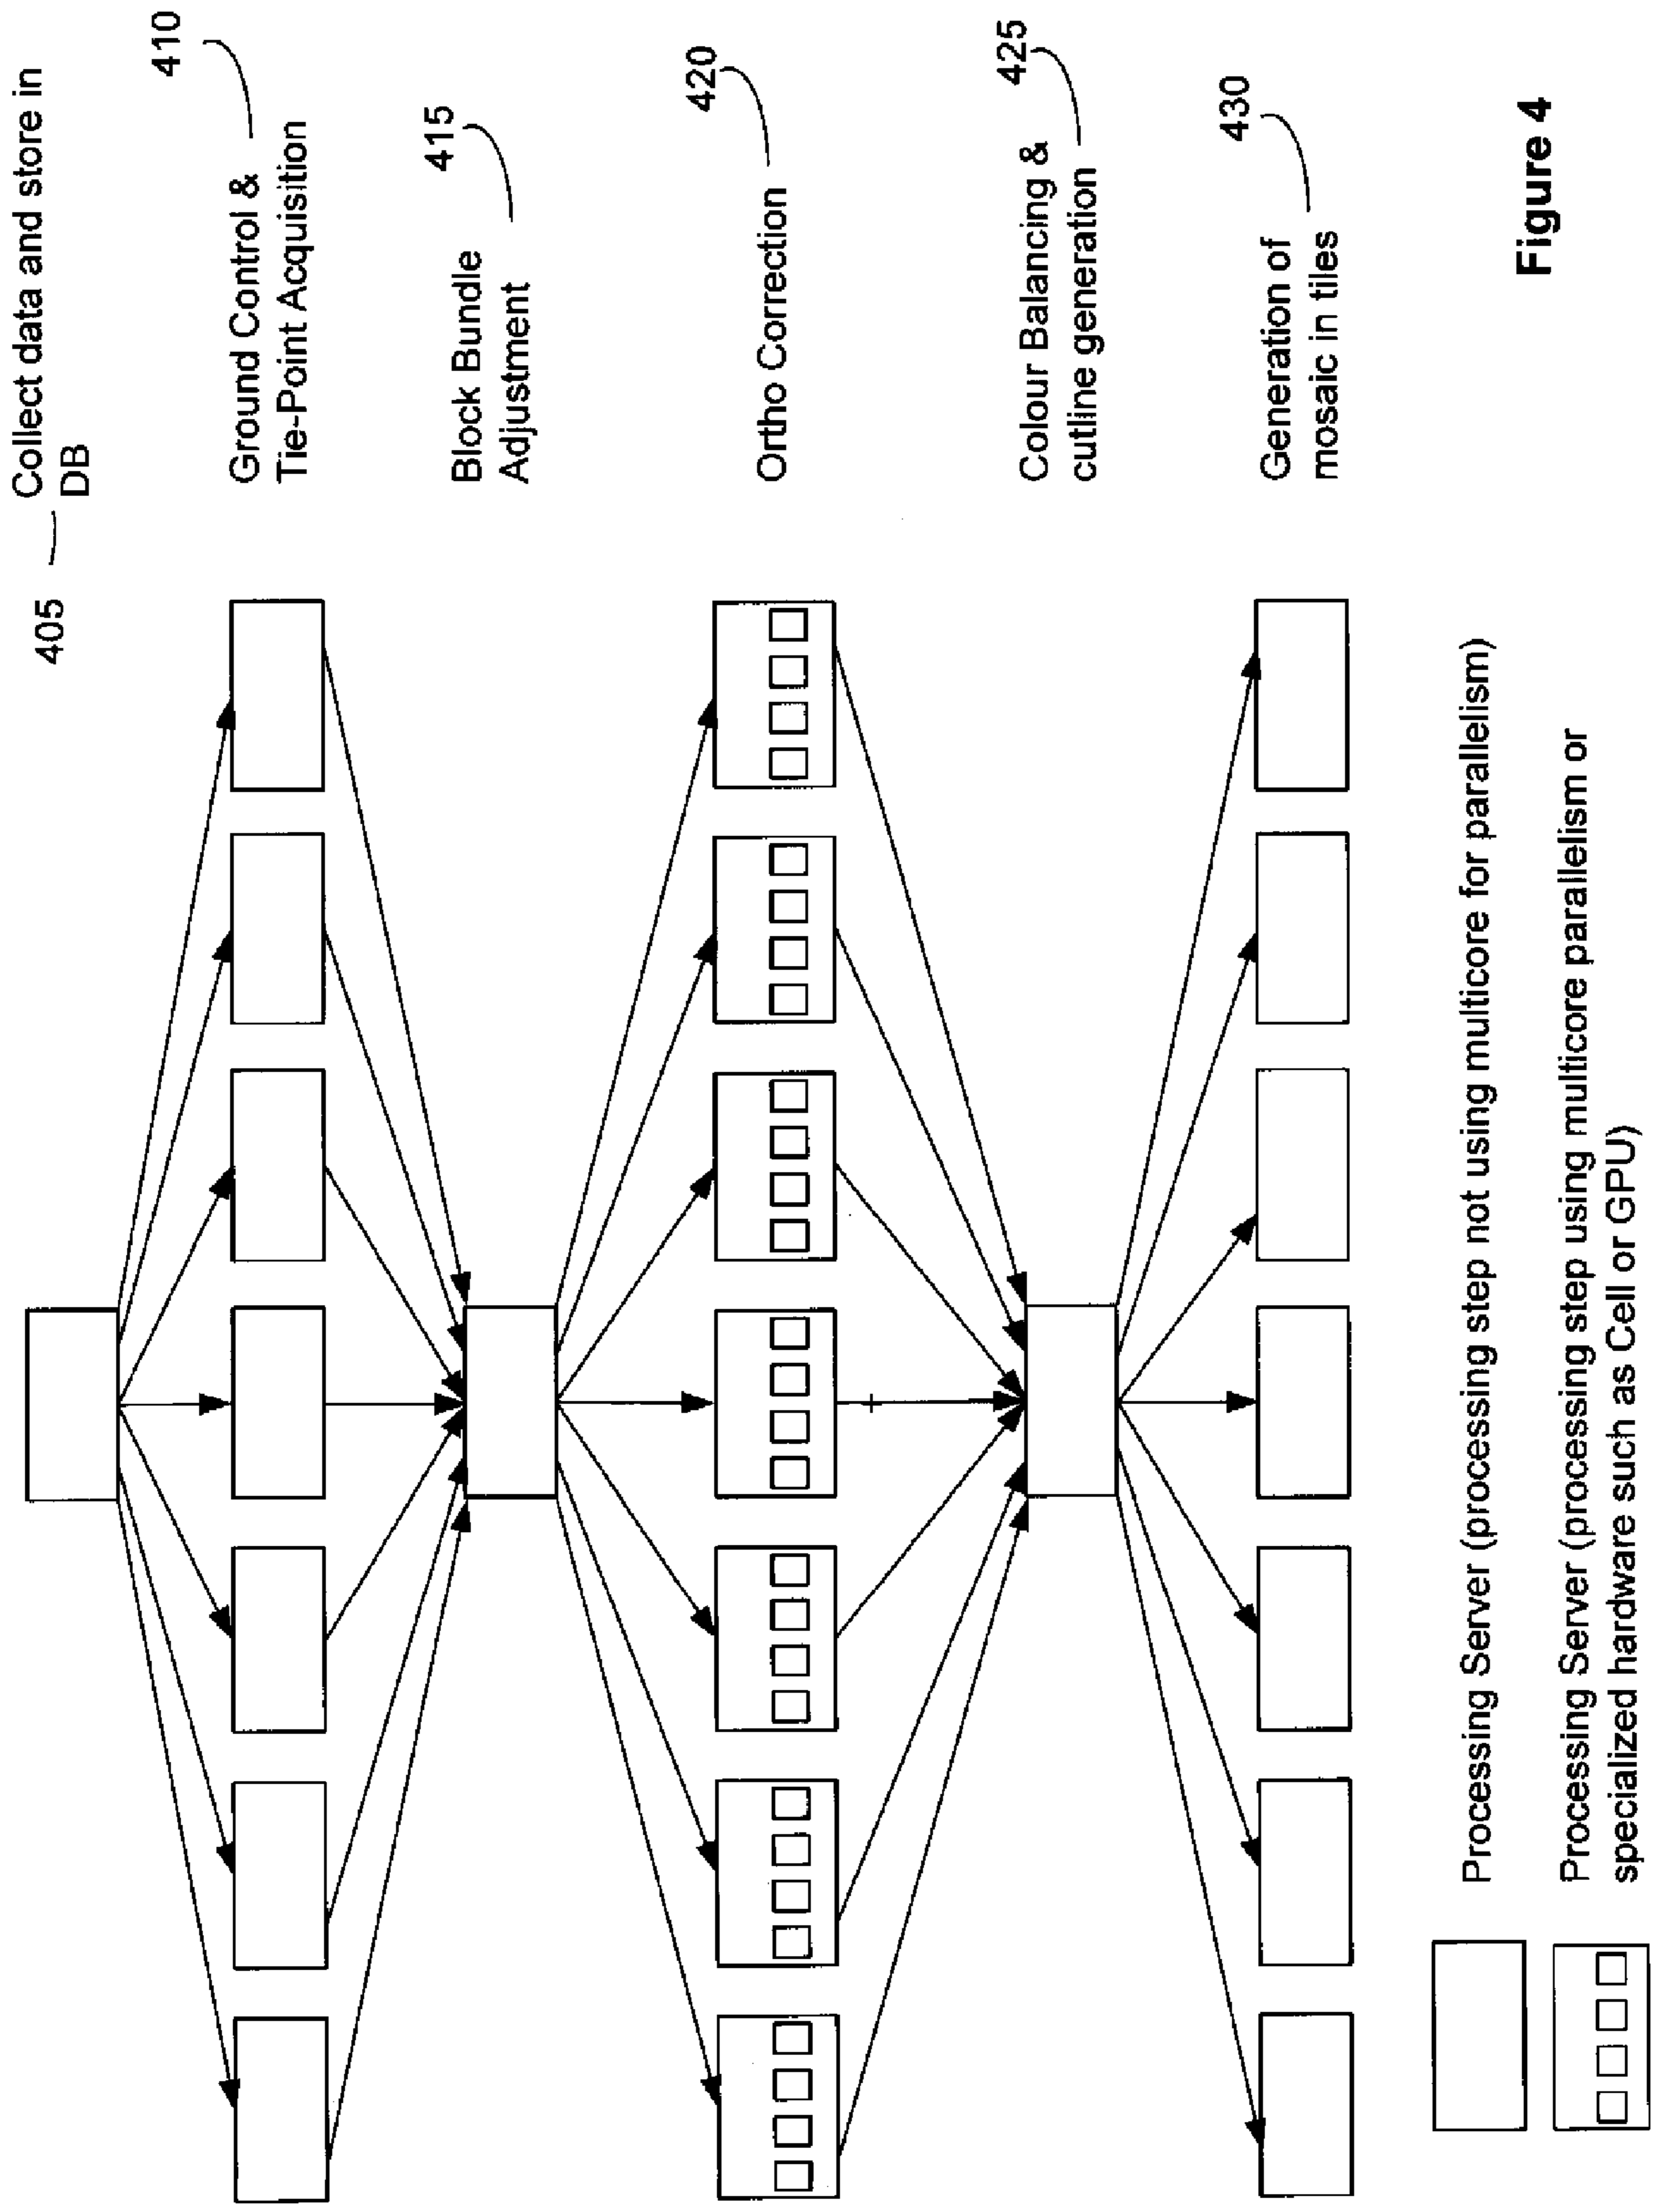 405
Collect data and store in
DB
410
Ground Control &
Tie-Point Acquisition
415
Block Bundle
Adjustment
420
Ortho Correction
425
Colour Balancing &
cutline generation
430
Generation of
mosaic in tiles
Processing Server (processing step not using multicore for parallelism)
Processing Server (processing step using multicore parallelism or
specialized hardware such as Cell or GPU)
Figure 4